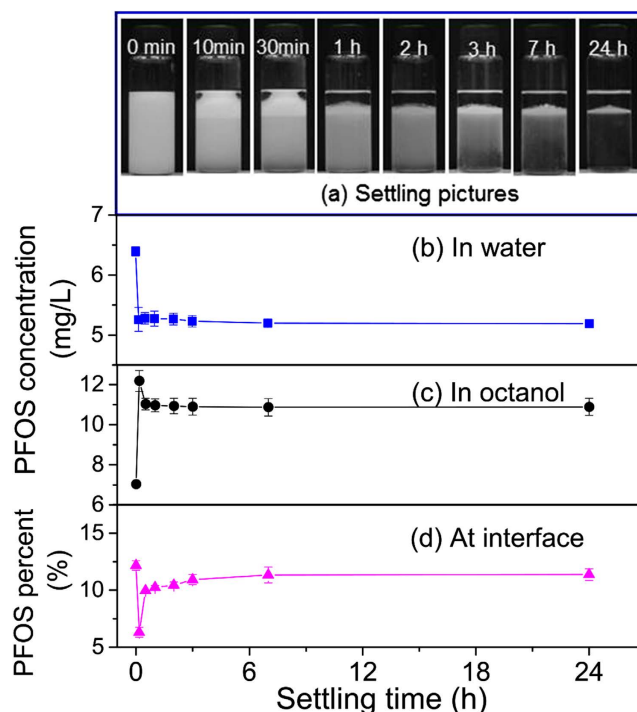 0 min 10min 30min 1 h 2 h 3 h 7 h 24 h
(a) Settling pictures
7
(b) In water
5
PFOS concentration
(mg/L)
12
(c) In octanol
10
8
6
15
(d) At interface
10
5
PFOS percent
(%)
0 6 12 18 24
Settling time (h)